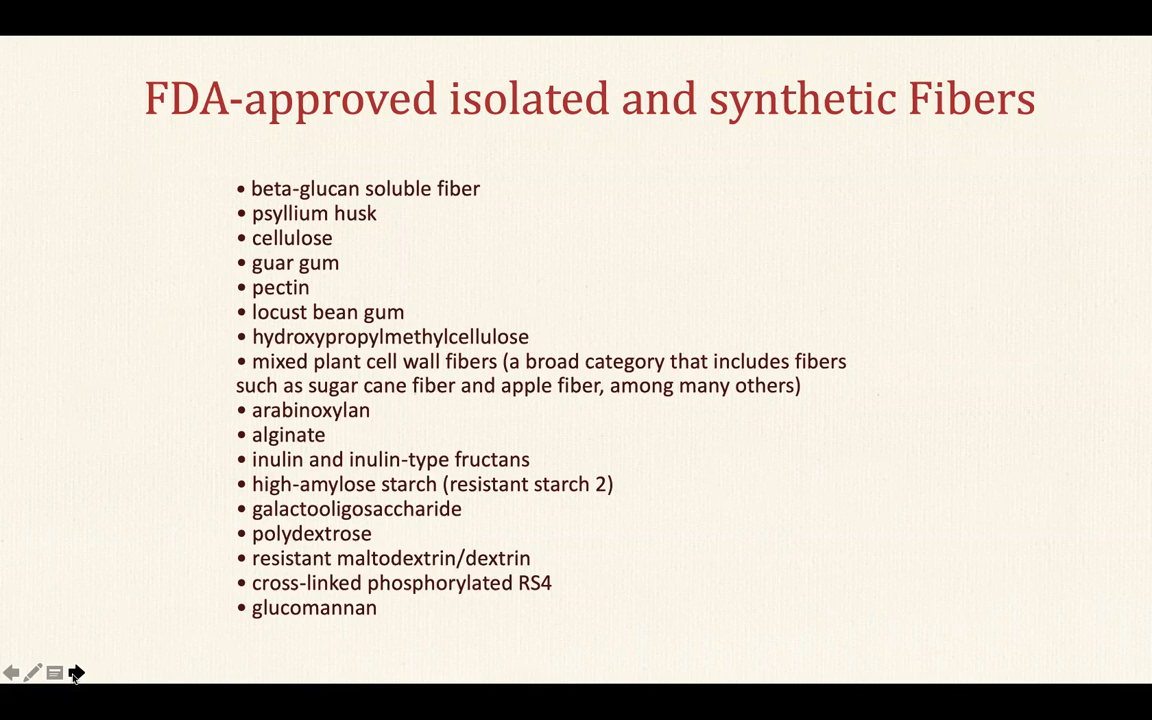 FDA-approved isolated and synthetic Fibers
• beta-glucan soluble fiber
• psyllium husk
• cellulose
• guar gum
• pectin
• locust bean gum
• hydroxypropylmethylcellulose
• mixed plant cell wall fibers (a broad category that includes fibers
such as sugar cane fiber and apple fiber, among many others)
• arabinoxylan
• alginate
• inulin and inulin-type fructans
• high-amylose starch (resistant starch 2)
• galactooligosaccharide
• polydextrose
• resistant maltodextrin/dextrin
• cross-linked phosphorylated RS4
• glucomannan